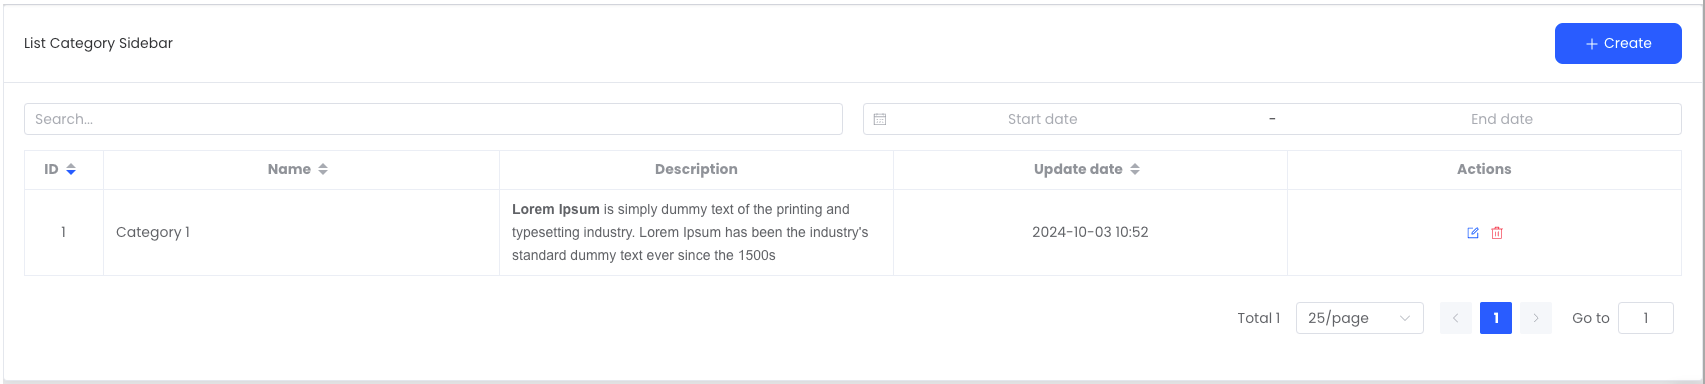 List Category Sidebar
+ Create
Search...
Start date - End date
ID Name Description Update date Actions
Lorem Ipsum is simply dummy text of the printing and
1 Category 1 typesetting industry. Lorem Ipsum has been the industry's 2024-10-03 10:52
standard dummy text ever since the 1500s
Total 1 25/page 1 Go to 1